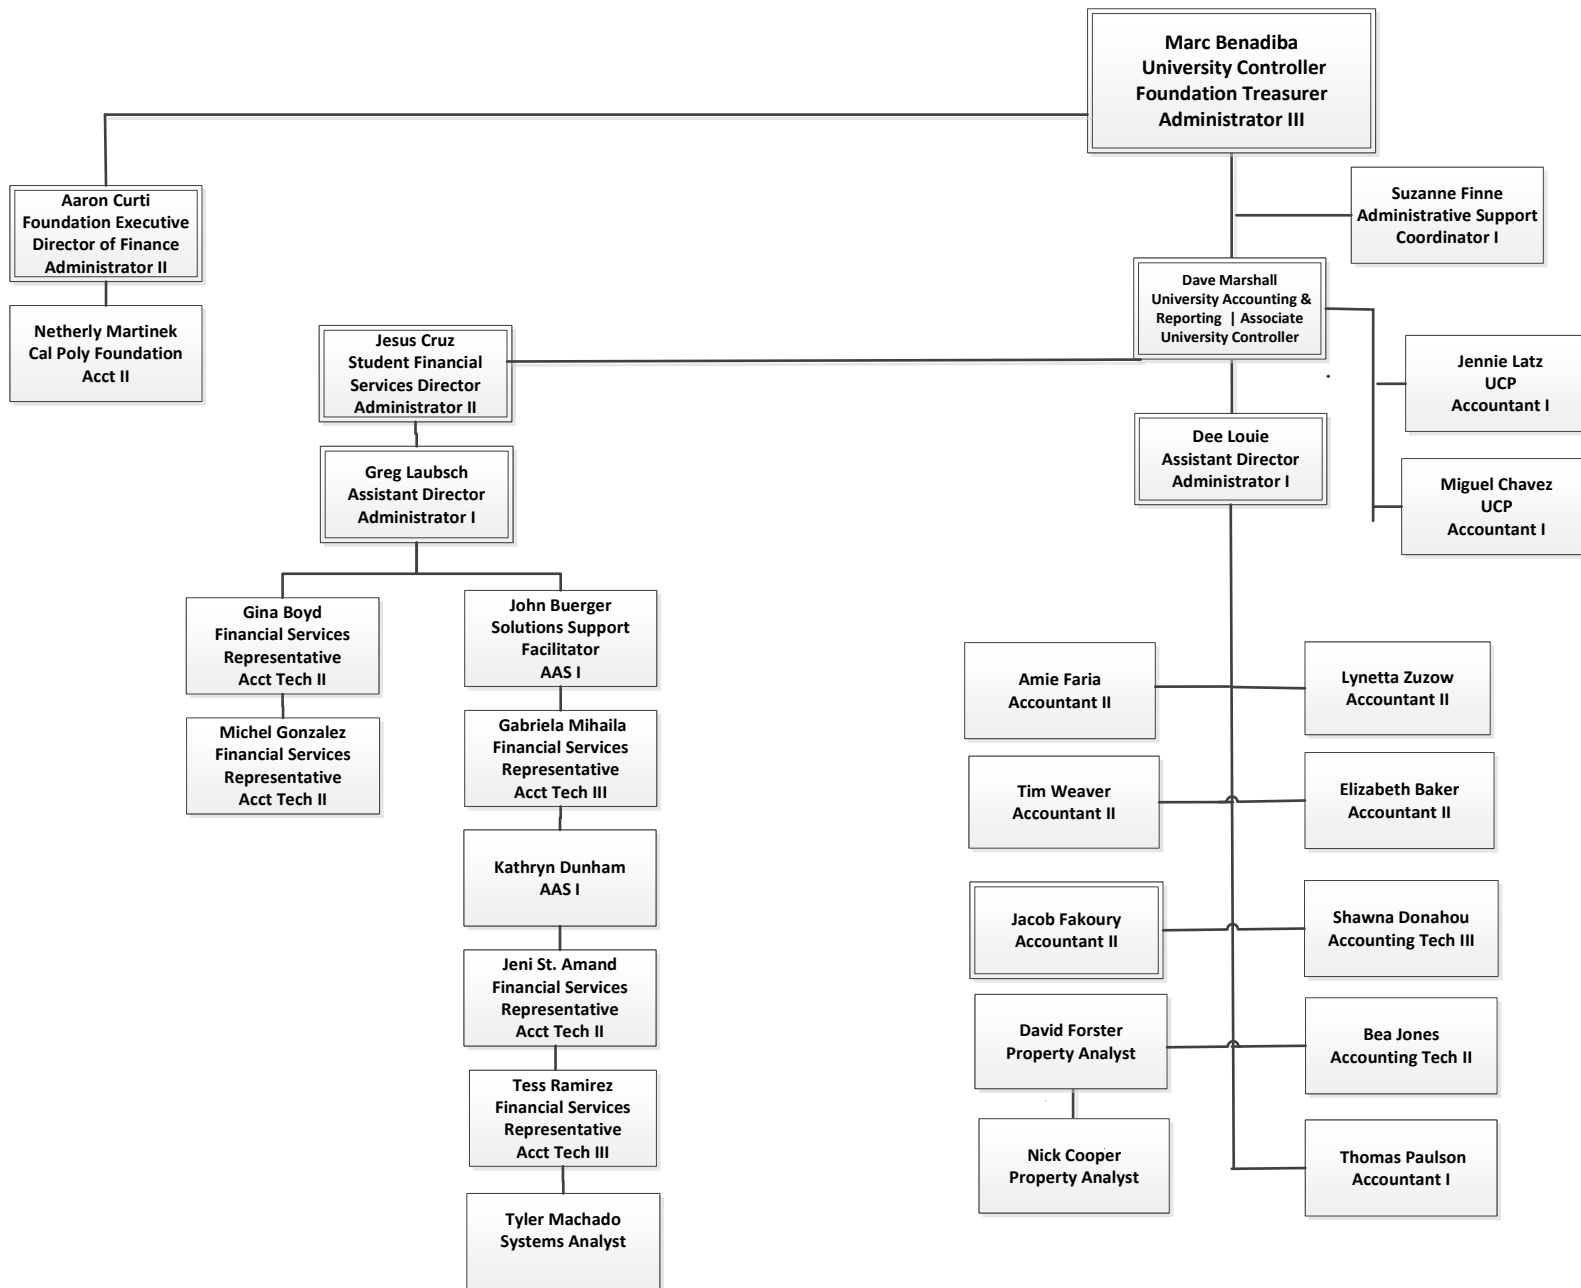 Marc Benadiba
University Controller
Foundation Treasurer
Administrator III
Aaron Curti
Foundation Executive
Director of Finance
Administrator II
Suzanne Finne
Administrative Support
Coordinator I
Dave Marshall
University Accounting &
Reporting | Associate
University Controller
Netherly Martinek
Cal Poly Foundation
Acct II
Jesus Cruz
Student Financial
Services Director
Administrator II
Jennie Latz
UCP
Accountant I
Dee Louie
Assistant Director
Administrator I
Greg Laubsch
Assistant Director
Administrator I
Miguel Chavez
UCP
Accountant I
Gina Boyd
Financial Services
Representative
Acct Tech II
John Buerger
Solutions Support
Facilitator
AAS I
Michel Gonzalez
Financial Services
Representative
Acct Tech II
Gabriela Mihaila
Financial Services
Representative
Acct Tech III
Kathryn Dunham
AAS I
Jeni St. Amand
Financial Services
Representative
Acct Tech II
Tess Ramirez
Financial Services
Representative
Acct Tech III
Tyler Machado
Systems Analyst
Amie Faria
Accountant II
Lynetta Zuzow
Accountant II
Tim Weaver
Accountant II
Elizabeth Baker
Accountant II
Jacob Fakoury
Accountant II
Shawna Donahou
Accounting Tech III
David Forster
Property Analyst
Bea Jones
Accounting Tech II
Nick Cooper
Property Analyst
Thomas Paulson
Accountant I